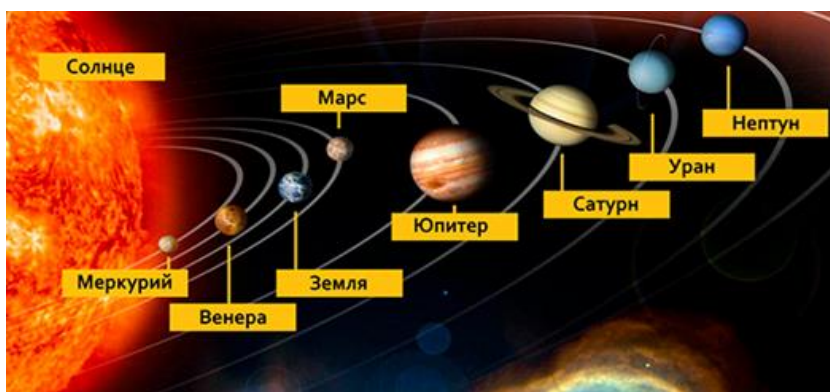 Солнце
Меркурий
Венера
Земля
Марс
Юпитер
Сатурн
Уран
Нептун